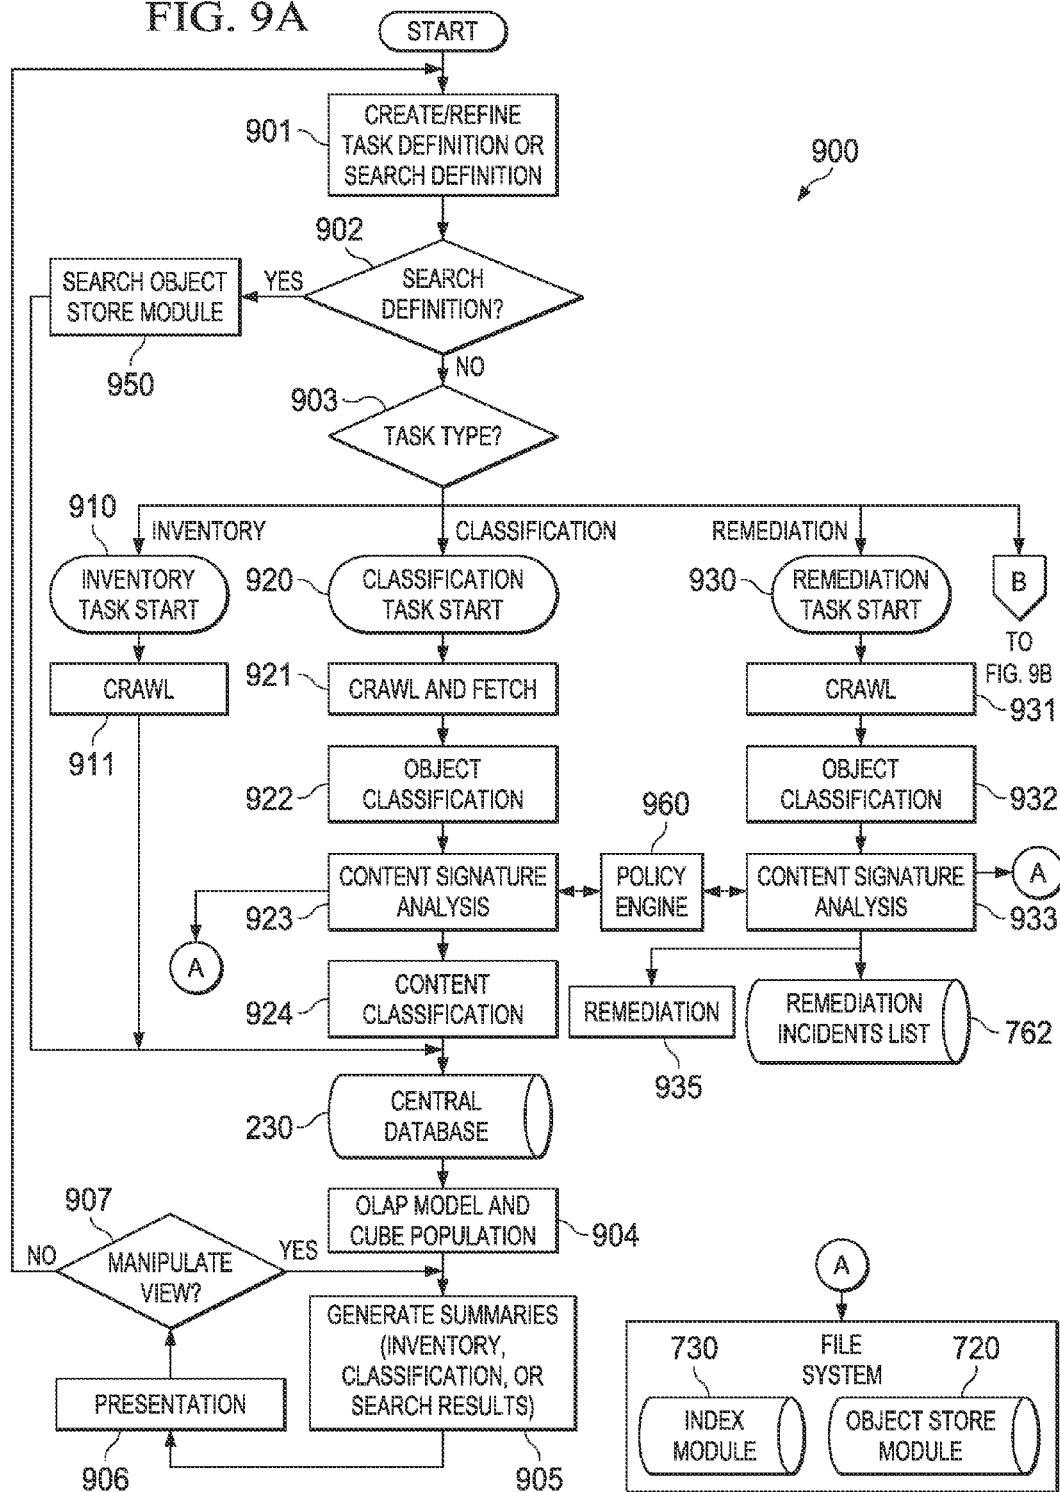 FIG. 9A
START
CREATE/REFINE
TASK DEFINITION OR
SEARCH DEFINITION
901
900
902
SEARCH
DEFINITION?
YES
SEARCH OBJECT
STORE MODULE
950
NO
903
TASK TYPE?
910
INVENTORY
CLASSIFICATION
REMEDIATION
INVENTORY
TASK START
920
CLASSIFICATION
TASK START
930
REMEDIATION
TASK START
B
TO
FIG. 9B
CRAWL
911
921
CRAWL AND FETCH
CRAWL
931
922
OBJECT
CLASSIFICATION
OBJECT
CLASSIFICATION
932
960
923
CONTENT SIGNATURE
ANALYSIS
POLICY
ENGINE
CONTENT SIGNATURE
ANALYSIS
933
A
A
924
CONTENT
CLASSIFICATION
REMEDIATION
935
REMEDIATION
INCIDENTS LIST
762
230
CENTRAL
DATABASE
OLAP MODEL AND
CUBE POPULATION
904
907
NO
MANIPULATE
VIEW?
YES
GENERATE SUMMARIES
(INVENTORY,
CLASSIFICATION, OR
SEARCH RESULTS)
905
PRESENTATION
906
A
FILE
SYSTEM
730
720
INDEX
MODULE
OBJECT STORE
MODULE